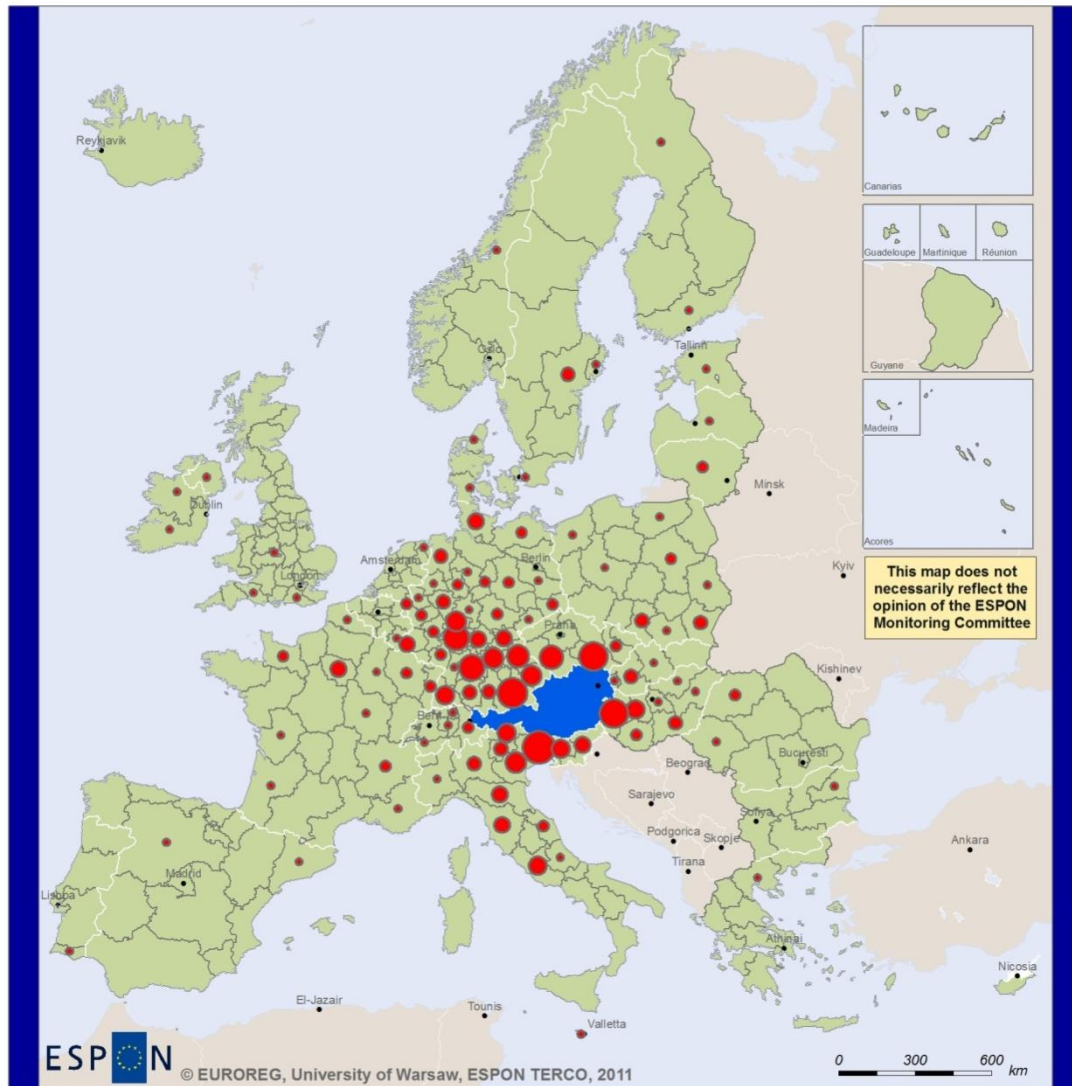 Reykjavik
Canarias
Guadeloupe
Martinique
Réunion
Guyane
Madeira
Acores
Oslo
Tallinn
Minsk
Dublin
Amsterdam
Berlin
London
Kyiv
This map does not
necessarily reflect the
opinion of the ESPON
Monitoring Committee
Praha
Kishinev
Bern
Bucuresti
Beograd
Sarajevo
Sofiya
Podgorica
Skopje
Ankara
Tirana
Madrid
Lisboa
Athinai
Nicosia
El-Jazair
Tounis
Valletta
ESPON
© EUROREG, University of Warsaw, ESPON TERCO, 2011
0 300 600
km